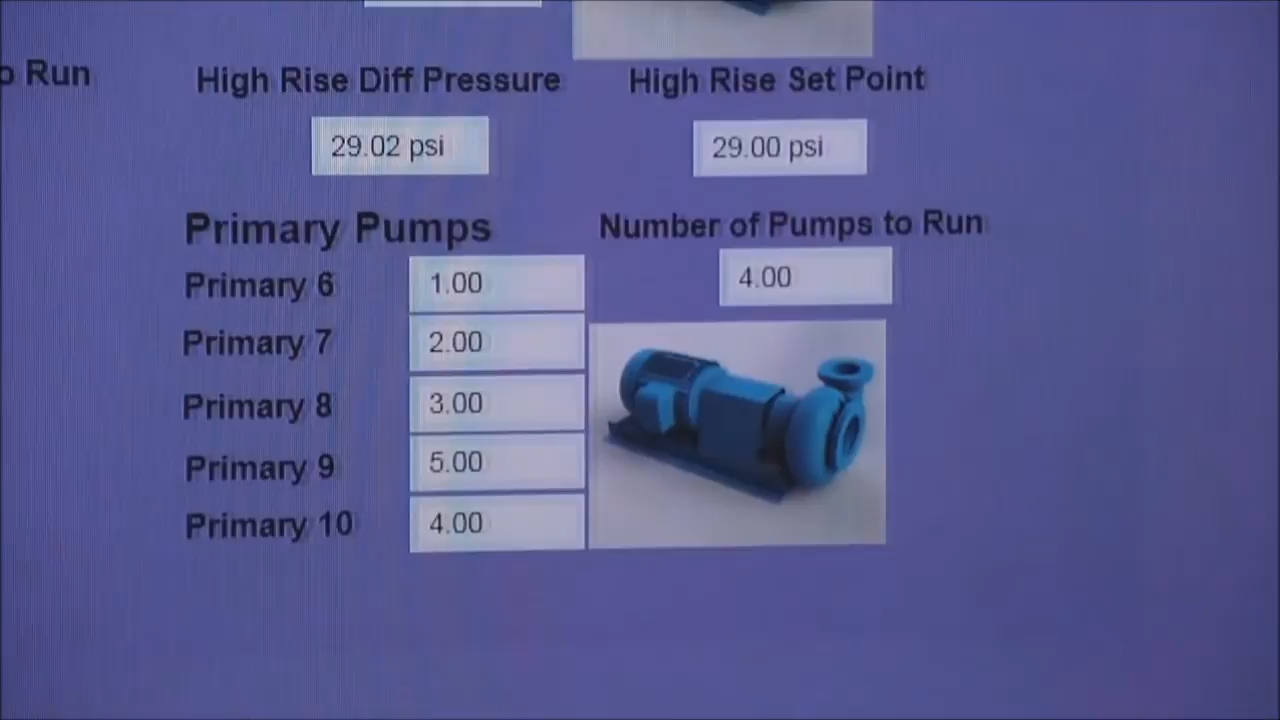 o Run
High Rise Diff Pressure
High Rise Set Point
29.02 psi
29.00 psi
Primary Pumps
Number of Pumps to Run
Primary 6
1.00
4.00
Primary 7
2.00
Primary 8
3.00
Primary 9
5.00
Primary 10
4.00